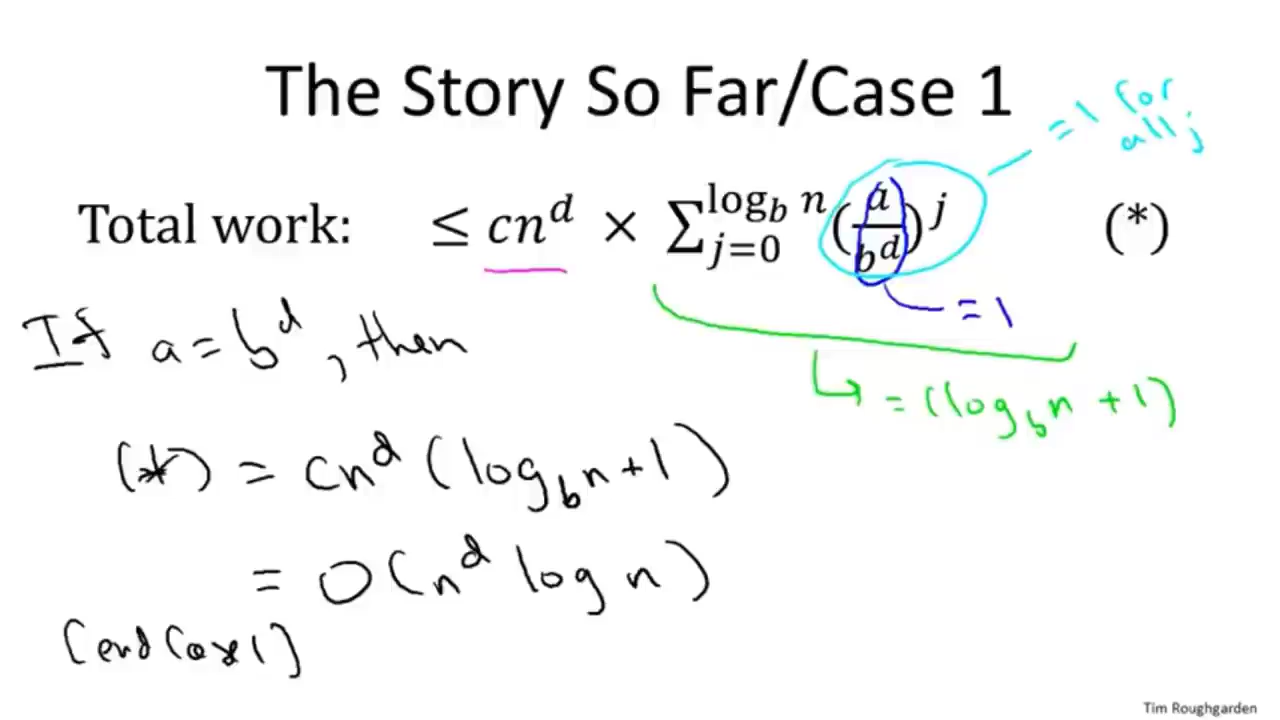 The Story So Far/Case 1
= 1 for all j
Total work: ≤ cn^d × ∑_{j=0}^{log_b n} (a/b^d)^j (*)
= 1
If a = b^d, then
= (log_b n + 1)
(*) = cn^d (log_b n + 1)
= O(n^d log n)
[end Case 1]
Tim Roughgarden